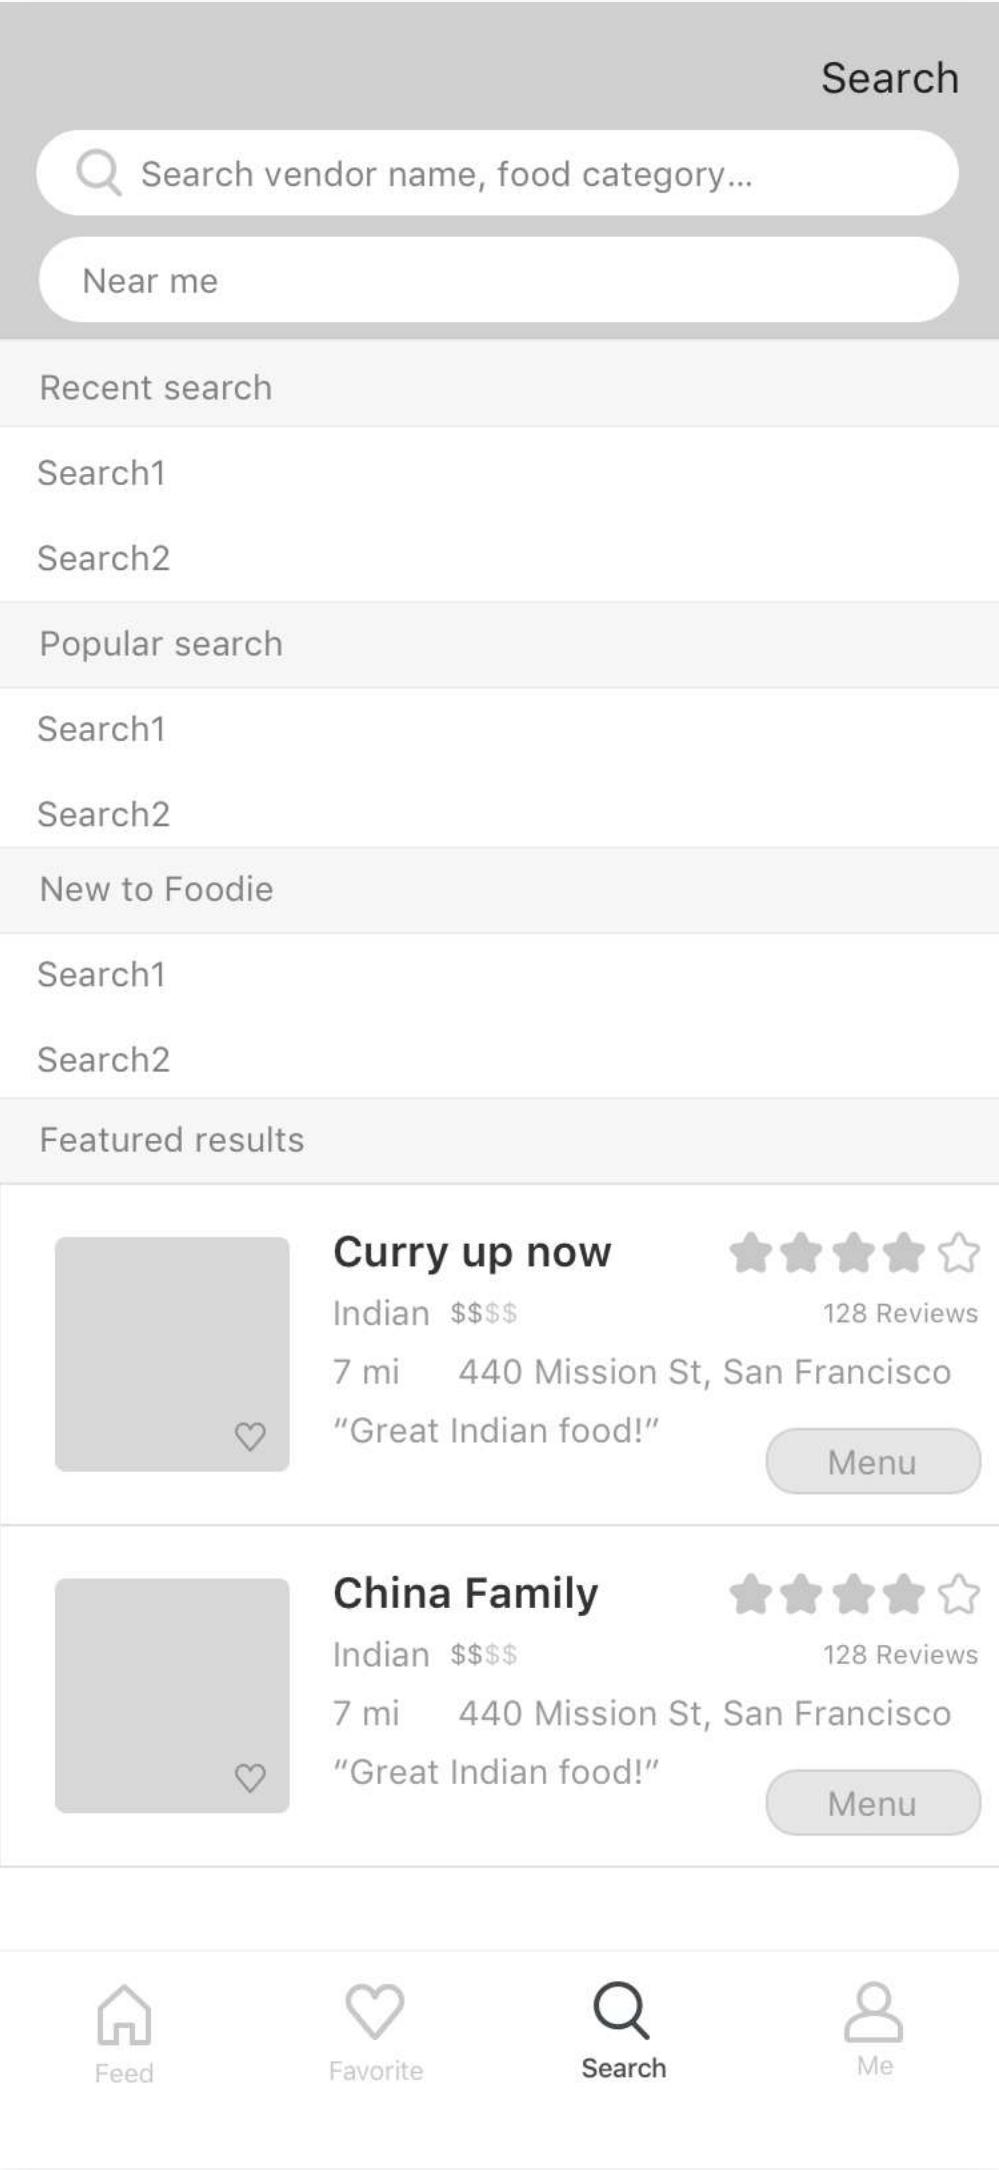 Search
Search vendor name, food category...
Near me
Recent search
Search1
Search2
Popular search
Search1
Search2
New to Foodie
Search1
Search2
Featured results
Curry up now
Indian $$$$ 128 Reviews
7 mi 440 Mission St, San Francisco
“Great Indian food!”
Menu
China Family
Indian $$$$ 128 Reviews
7 mi 440 Mission St, San Francisco
“Great Indian food!”
Menu
Feed Favorite Search Me